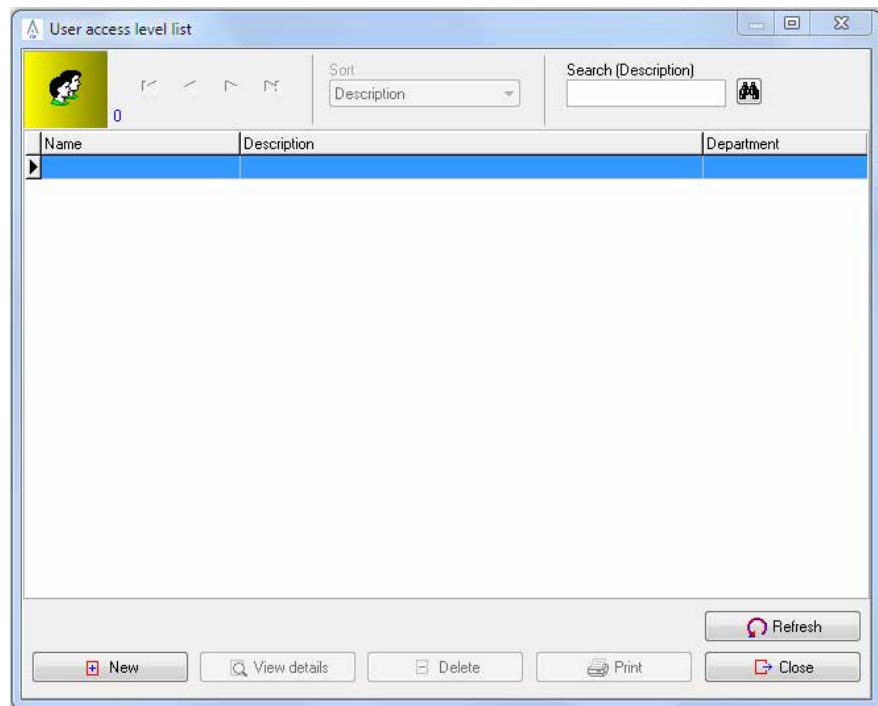 User access level list
Sort
Search (Description)
Description
0
Name Description Department
Refresh
New View details Delete Print Close